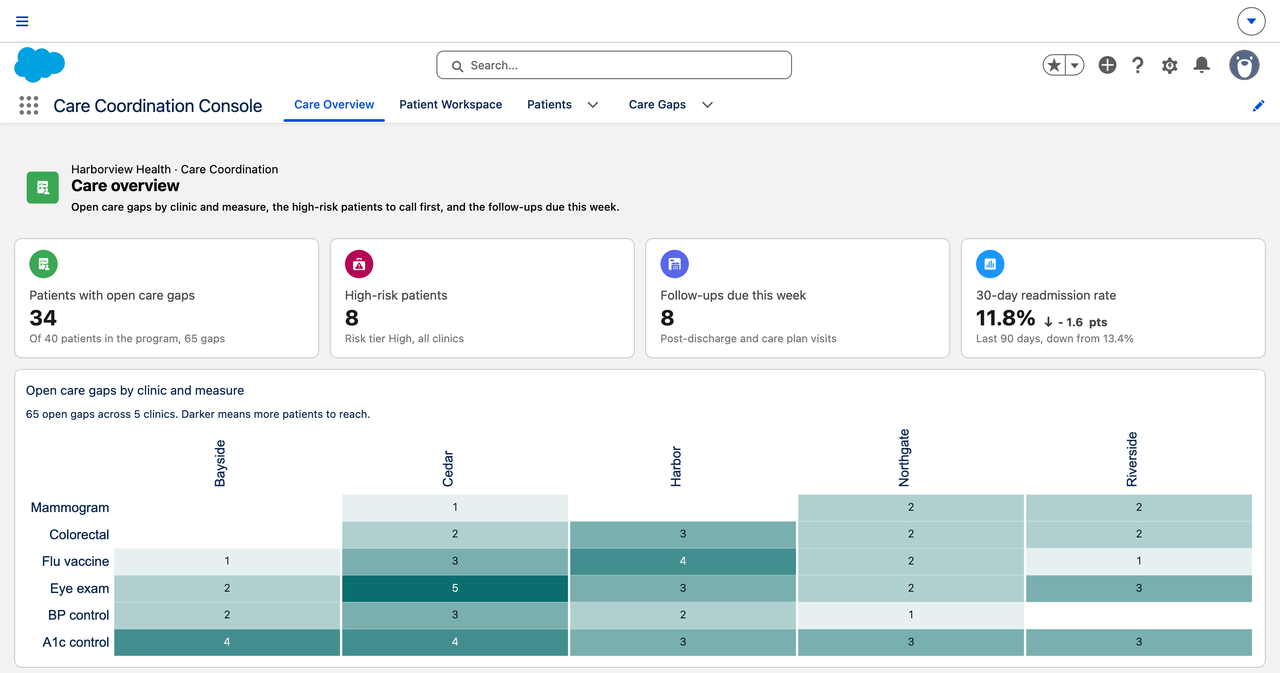 Search...
Care Coordination Console
Care Overview
Patient Workspace
Patients
Care Gaps
Harborview Health · Care Coordination
Care overview
Open care gaps by clinic and measure, the high-risk patients to call first, and the follow-ups due this week.
Patients with open care gaps
34
Of 40 patients in the program, 65 gaps
High-risk patients
8
Risk tier High, all clinics
Follow-ups due this week
8
Post-discharge and care plan visits
30-day readmission rate
11.8% ↓ - 1.6 pts
Last 90 days, down from 13.4%
Open care gaps by clinic and measure
65 open gaps across 5 clinics. Darker means more patients to reach.
Bayside Cedar Harbor Northgate Riverside
Mammogram 1 2 2
Colorectal 2 3 2 2
Flu vaccine 1 3 4 2 1
Eye exam 2 5 3 2 3
BP control 2 3 2 1
A1c control 4 4 3 3 3